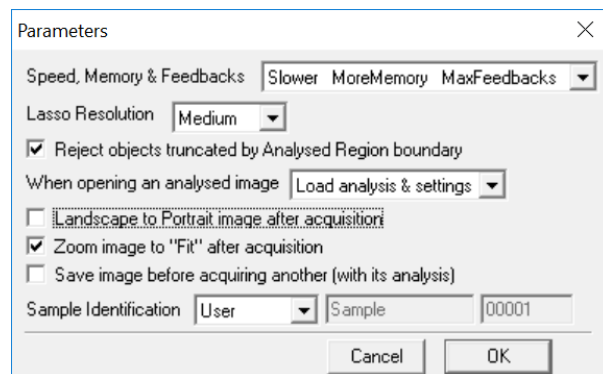 Parameters
Speed, Memory & Feedbacks Slower MoreMemory MaxFeedbacks
Lasso Resolution Medium
Reject objects truncated by Analysed Region boundary
When opening an analysed image Load analysis & settings
Landscape to Portrait image after acquisition
Zoom image to "Fit" after acquisition
Save image before acquiring another (with its analysis)
Sample Identification User Sample 00001
Cancel OK